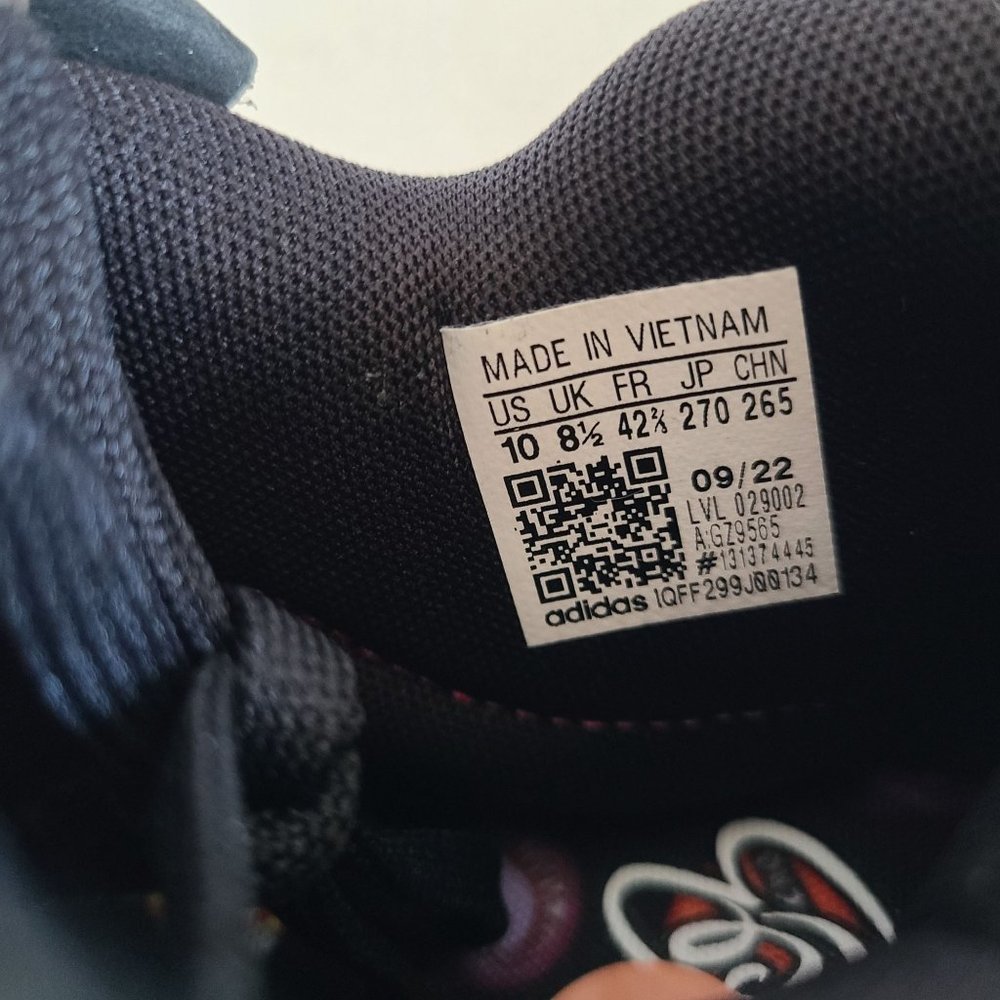 MADE IN VIETNAM
US UK FR JP CHN
10 8½ 42⅔ 270 265
09/22
LVL 029002
A:GZ9565
#131374445
adidas 1QFF299J00134